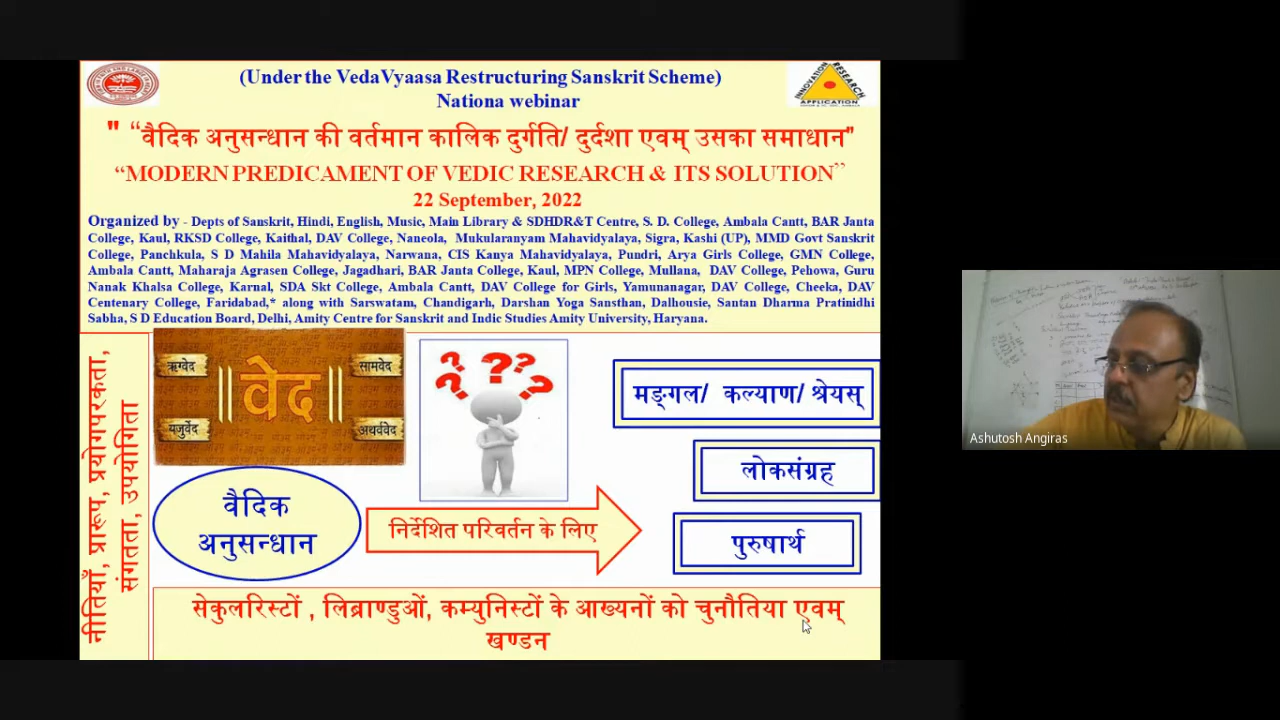 (Under the VedaVyaasa Restructuring Sanskrit Scheme)
Nationa webinar
" “वैदिक अनुसन्धान की वर्तमान कालिक दुर्गति/ दुर्दशा एवम् उसका समाधान"
“MODERN PREDICAMENT OF VEDIC RESEARCH & ITS SOLUTION”
22 September, 2022
Organized by - Depts of Sanskrit, Hindi, English, Music, Main Library & SDHDR&T Centre, S. D. College, Ambala Cantt, BAR Janta
College, Kaul, RKSD College, Kaithal, DAV College, Naneola, Mukularanyam Mahavidyalaya, Sigra, Kashi (UP), MMD Govt Sanskrit
College, Panchkula, S D Mahila Mahavidyalaya, Narwana, CIS Kanya Mahavidyalaya, Pundri, Arya Girls College, GMN College,
Ambala Cantt, Maharaja Agrasen College, Jagadhari, BAR Janta College, Kaul, MPN College, Mullana, DAV College, Pehowa, Guru
Nanak Khalsa College, Karnal, SDA Skt College, Ambala Cantt, DAV College for Girls, Yamunanagar, DAV College, Cheeka, DAV
Centenary College, Faridabad,* along with Sarswatam, Chandigarh, Darshan Yoga Sansthan, Dalhousie, Santan Dharma Pratinidhi
Sabha, S D Education Board, Delhi, Amity Centre for Sanskrit and Indic Studies Amity University, Haryana.
INNOVATION RESEARCH
APPLICATION
नीतियाँ, प्रारूप, प्रयोगपरकता,
संगतता, उपयोगिता
ऋग्वेद
सामवेद
॥ वेद ॥
यजुर्वेद
अथर्ववेद
? ? ? ? ?
वैदिक
अनुसन्धान
निर्देशित परिवर्तन के लिए
मङ्गल/ कल्याण/ श्रेयस्
लोकसंग्रह
पुरुषार्थ
सेकुलरिस्टों , लिब्राण्डुओं, कम्युनिस्टों के आख्यनों को चुनौतिया एवम्
खण्डन
Ashutosh Angiras